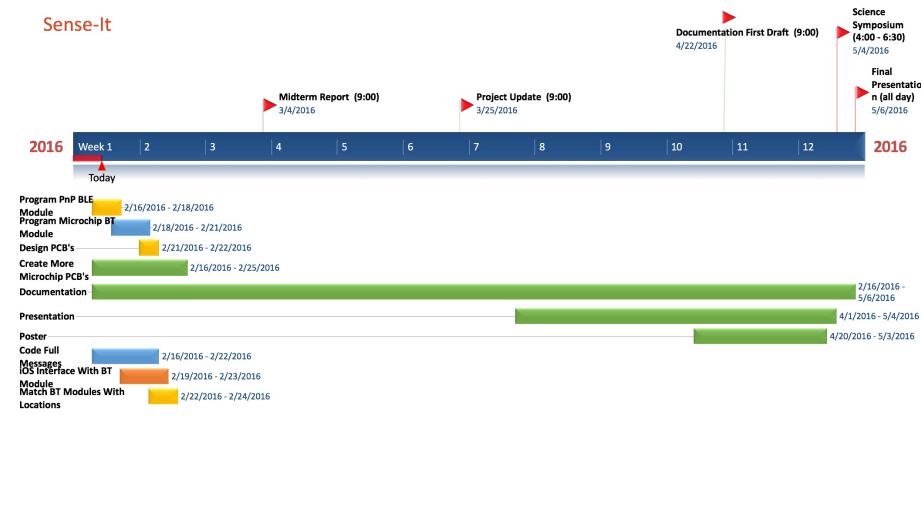 Sense-It
Science
Symposium
(4:00 - 6:30)
5/4/2016
Documentation First Draft (9:00)
4/22/2016
Final
Presentatio
n (all day)
5/6/2016
Midterm Report (9:00)
3/4/2016
Project Update (9:00)
3/25/2016
2016 Week 1 2 3 4 5 6 7 8 9 10 11 12 2016
Today
Program PnP BLE
Module
2/16/2016 - 2/18/2016
Program Microchip BT
Module
2/18/2016 - 2/21/2016
Design PCB's 2/21/2016 - 2/22/2016
Create More
Microchip PCB's
2/16/2016 - 2/25/2016
Documentation
2/16/2016 -
5/6/2016
Presentation 4/1/2016 - 5/4/2016
Poster 4/20/2016 - 5/3/2016
Code Full
Messages
2/16/2016 - 2/22/2016
iOS Interface With BT
Module
2/19/2016 - 2/23/2016
Match BT Modules With
Locations
2/22/2016 - 2/24/2016